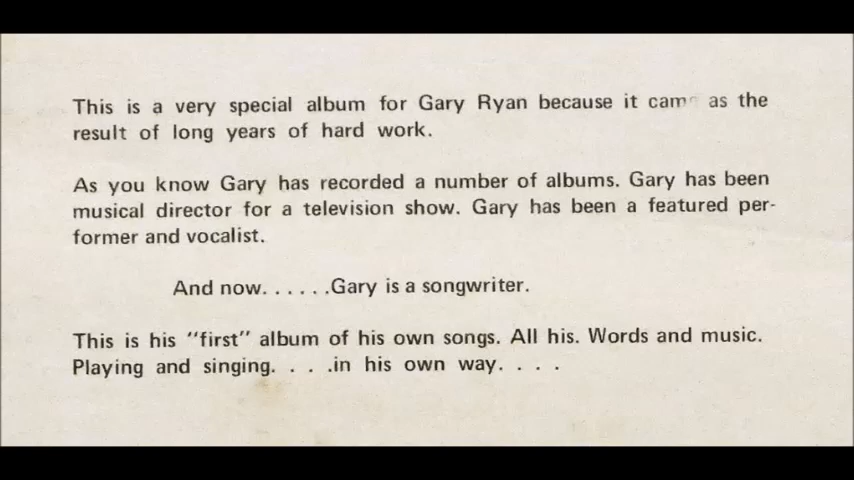 This is a very special album for Gary Ryan because it came as the
result of long years of hard work.
As you know Gary has recorded a number of albums. Gary has been
musical director for a television show. Gary has been a featured per-
former and vocalist.
And now. . . . . .Gary is a songwriter.
This is his "first" album of his own songs. All his. Words and music.
Playing and singing. . . .in his own way. . . .